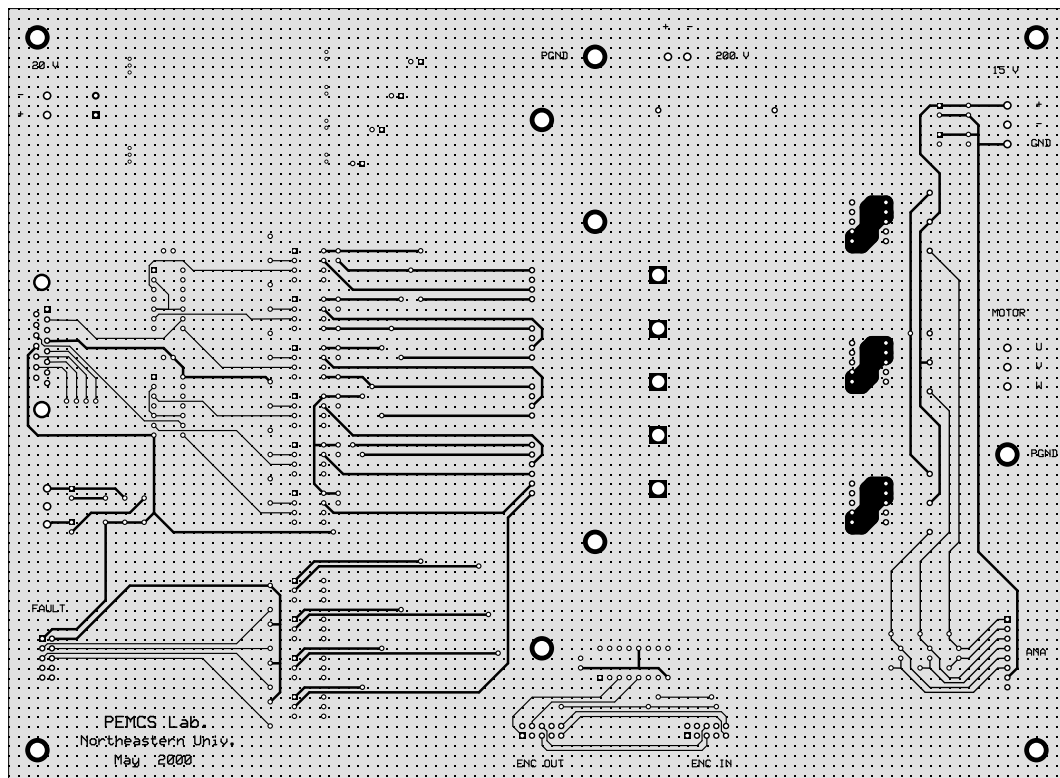 + -
PGND 200 V
20 V
15 V
-
+
+
-
GND
MOTOR
U
V
W
PGND
FAULT
ANA
PEMCS Lab.
Northeastern Univ.
May 2000
ENC OUT
ENC IN